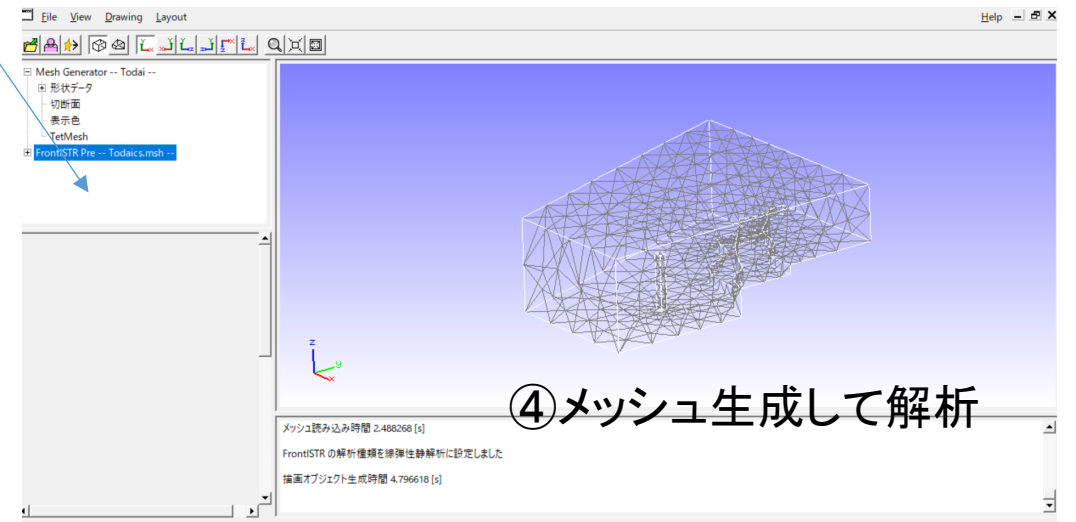 File View Drawing Layout Help
Mesh Generator -- Todai --
形状データ
切断面
表示色
TetMesh
FrontISTR Pre -- Todaics.msh --
z
y
x
④メッシュ生成して解析
メッシュ読み込み時間 2.488268 [s]
FrontISTR の解析種類を線弾性静解析に設定しました
描画オブジェクト生成時間 4.796618 [s]